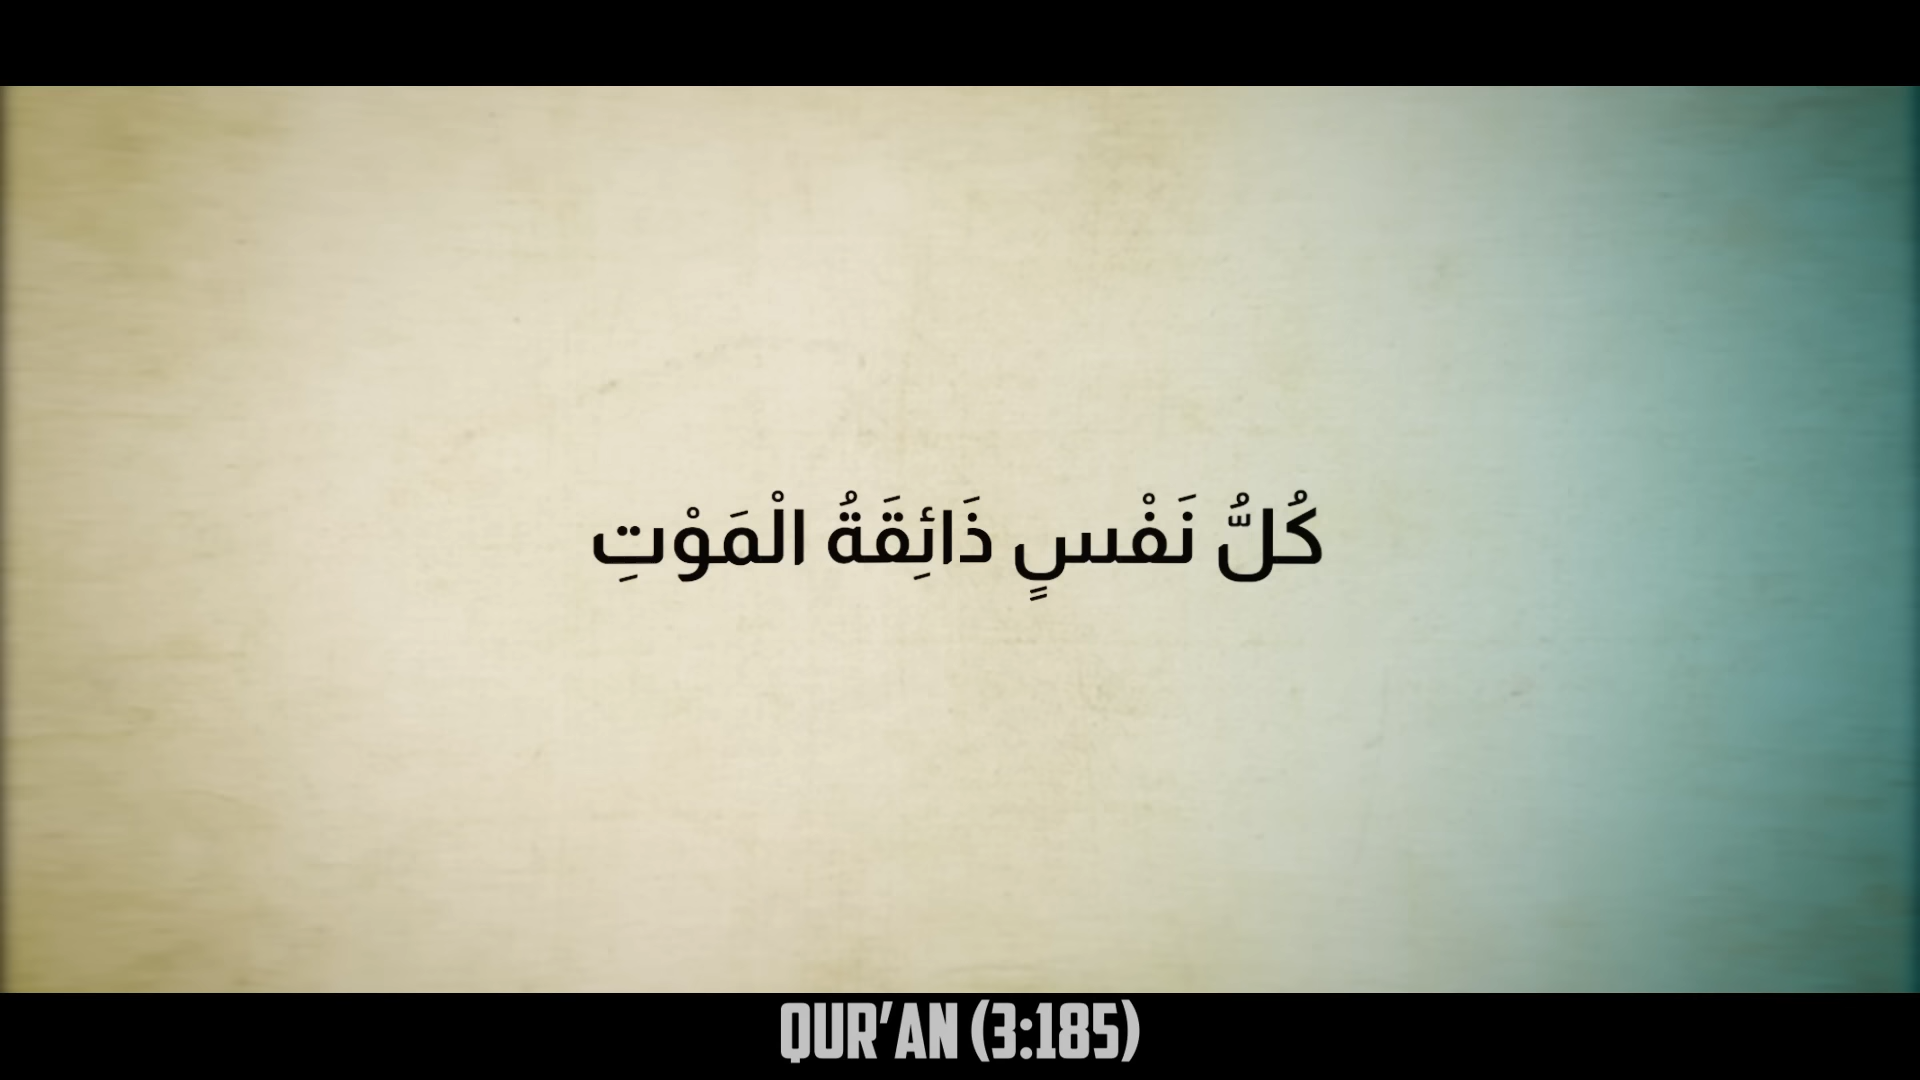 كُلُّ نَفْسٍ ذَائِقَةُ الْمَوْتِ
QUR'AN (3:185)